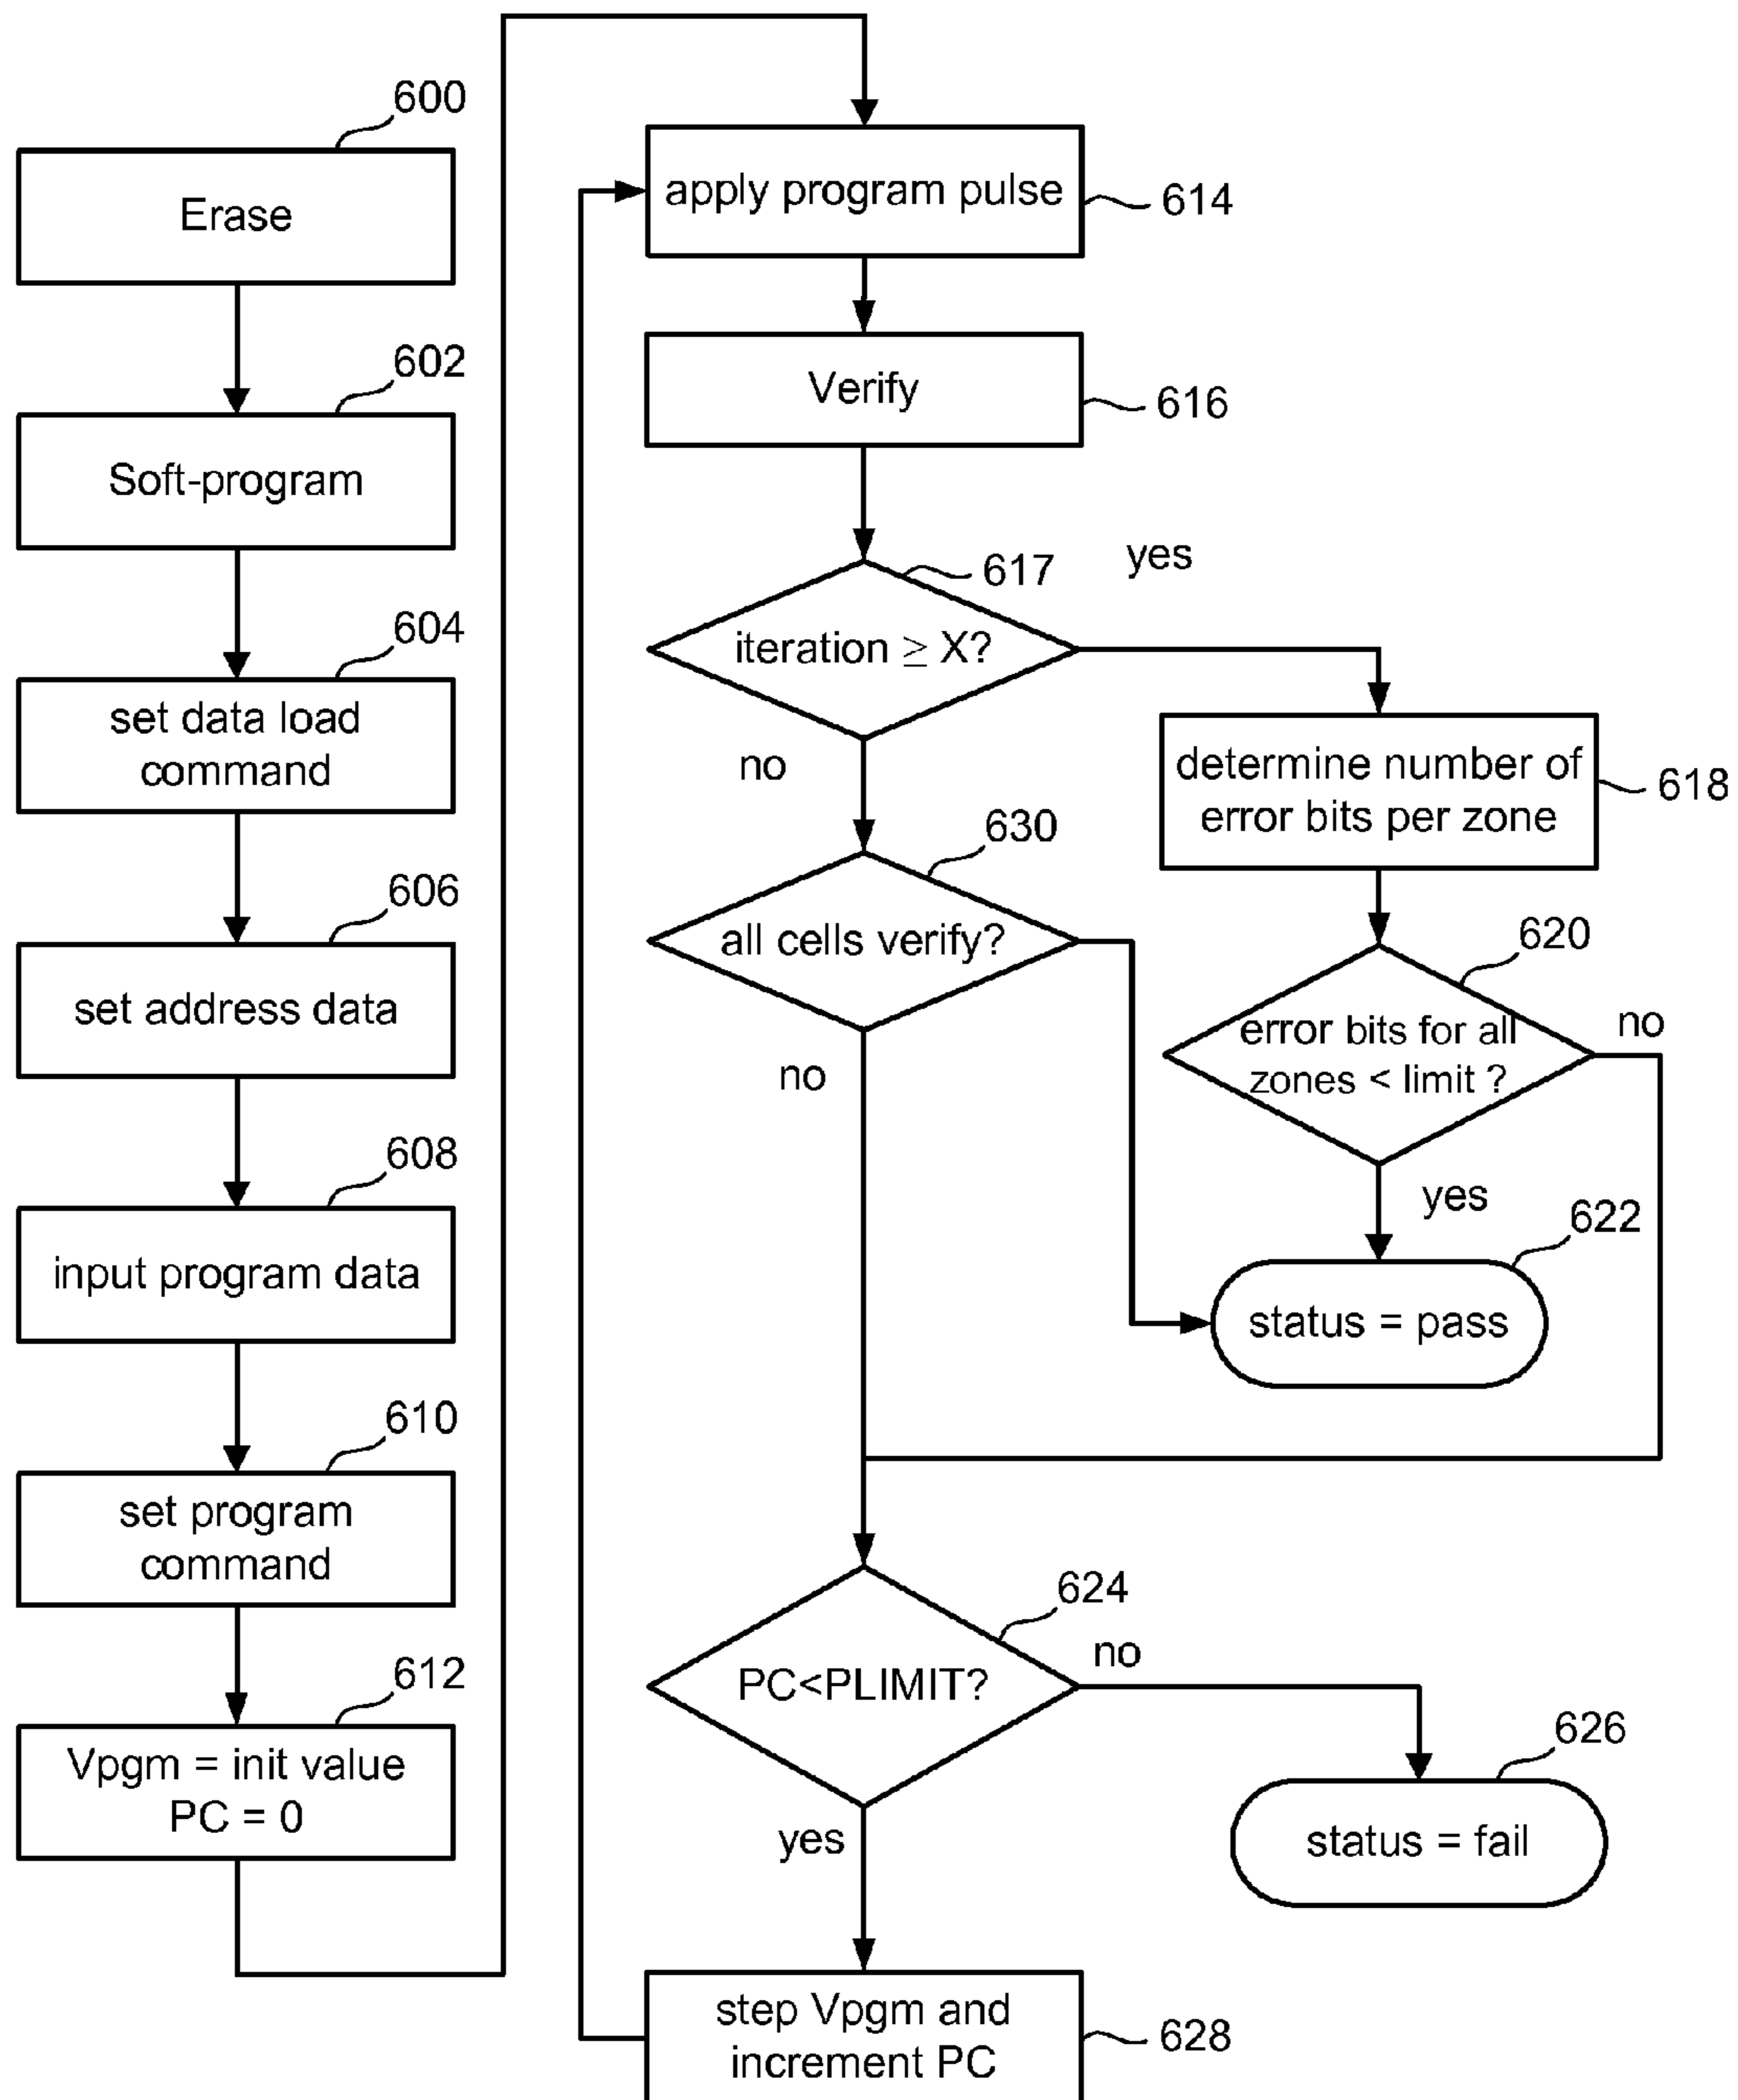 600
Erase
602
Soft-program
604
set data load
command
606
set address data
608
input program data
610
set program
command
612
Vpgm = init value
PC = 0
apply program pulse
614
Verify
616
617
yes
iteration ≥ X?
no
determine number of
error bits per zone
618
630
all cells verify?
no
620
error bits for all
zones < limit ?
no
yes
622
status = pass
624
PC<PLIMIT?
no
626
status = fail
yes
step Vpgm and
increment PC
628